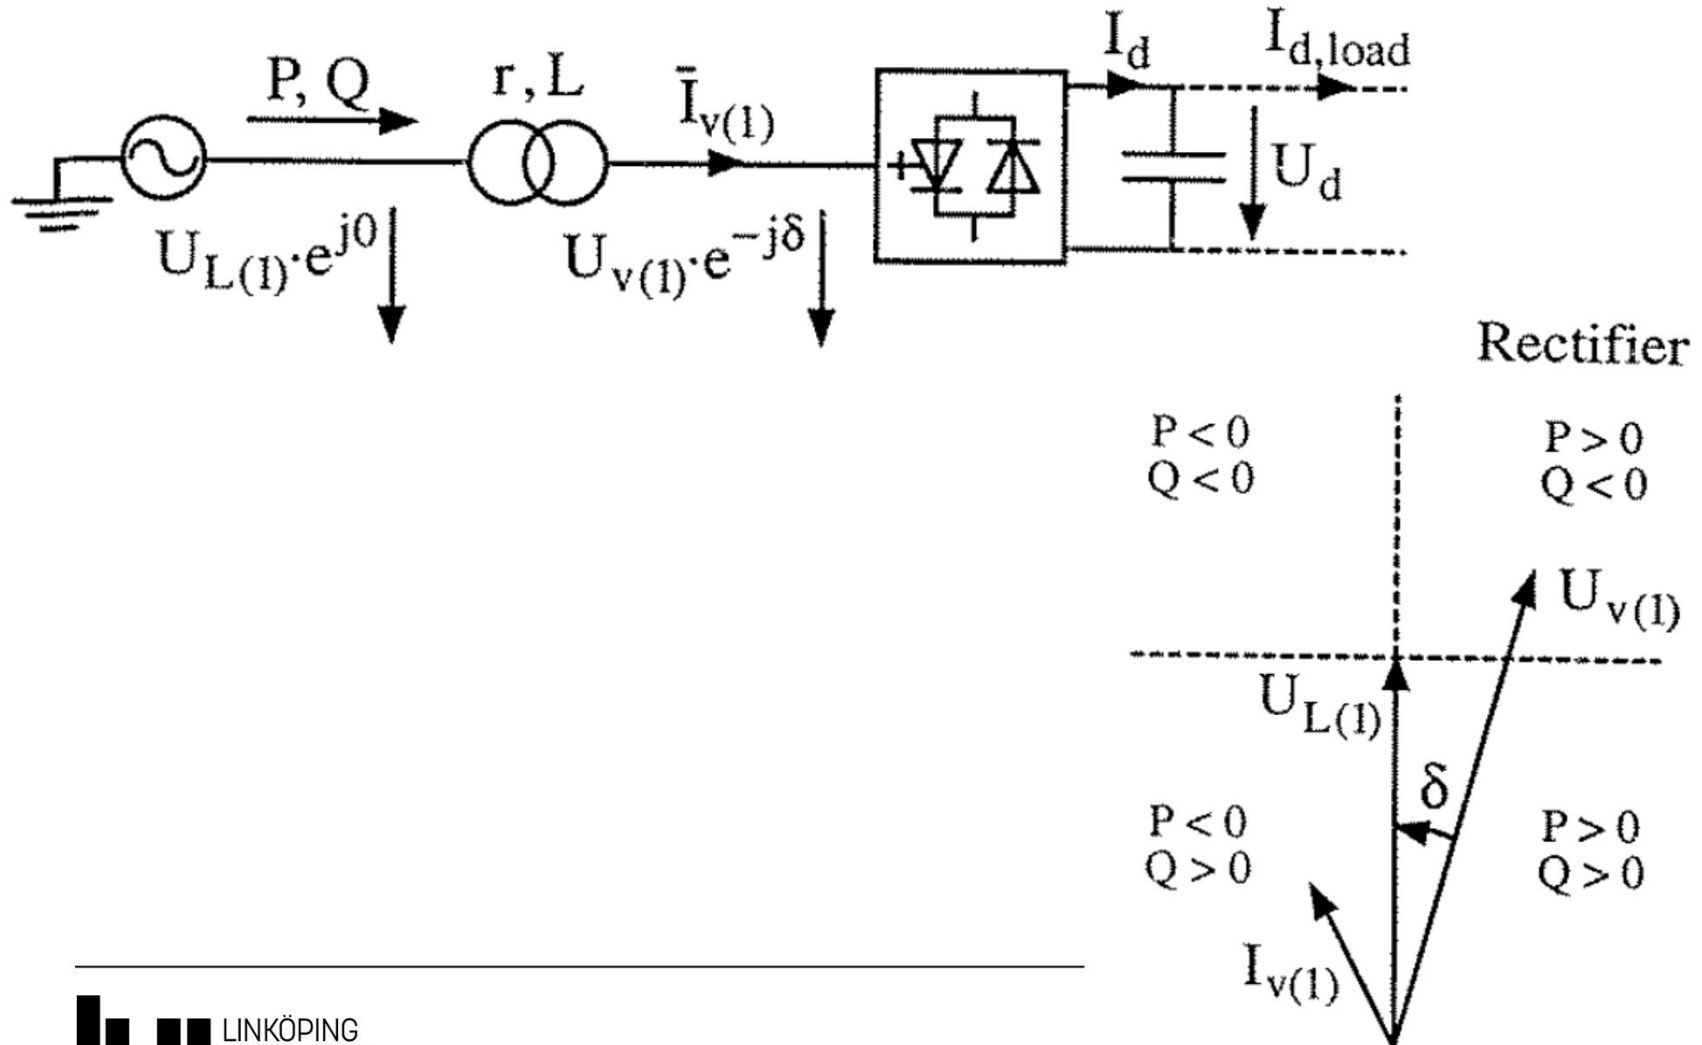 P, Q
r, L
Ī_v(1)
I_d
I_d,load
U_d
U_L(1)·e^j0
U_v(1)·e^−jδ
Rectifier
P < 0
Q < 0
P > 0
Q < 0
U_v(1)
U_L(1)
δ
P < 0
Q > 0
P > 0
Q > 0
I_v(1)
LINKÖPING